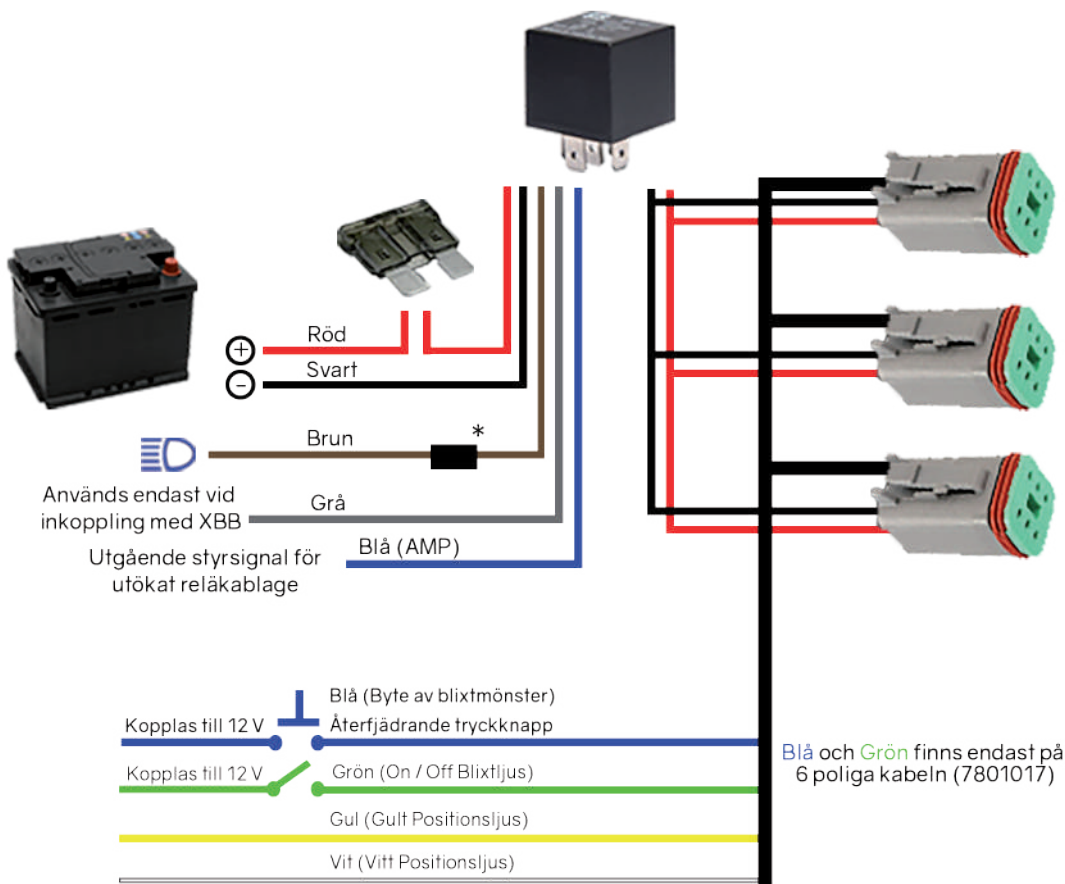 Röd
+
Svart
-
Brun
*
Används endast vid
inkoppling med XBB
Grå
Utgående styrsignal för
utökat reläkablage
Blå (AMP)
Blå (Byte av blixtmönster)
Kopplas till 12 V
Återfjädrande tryckknapp
Kopplas till 12 V
Grön (On / Off Blixtljus)
Blå och Grön finns endast på
6 poliga kabeln (7801017)
Gul (Gult Positionsljus)
Vit (Vitt Positionsljus)